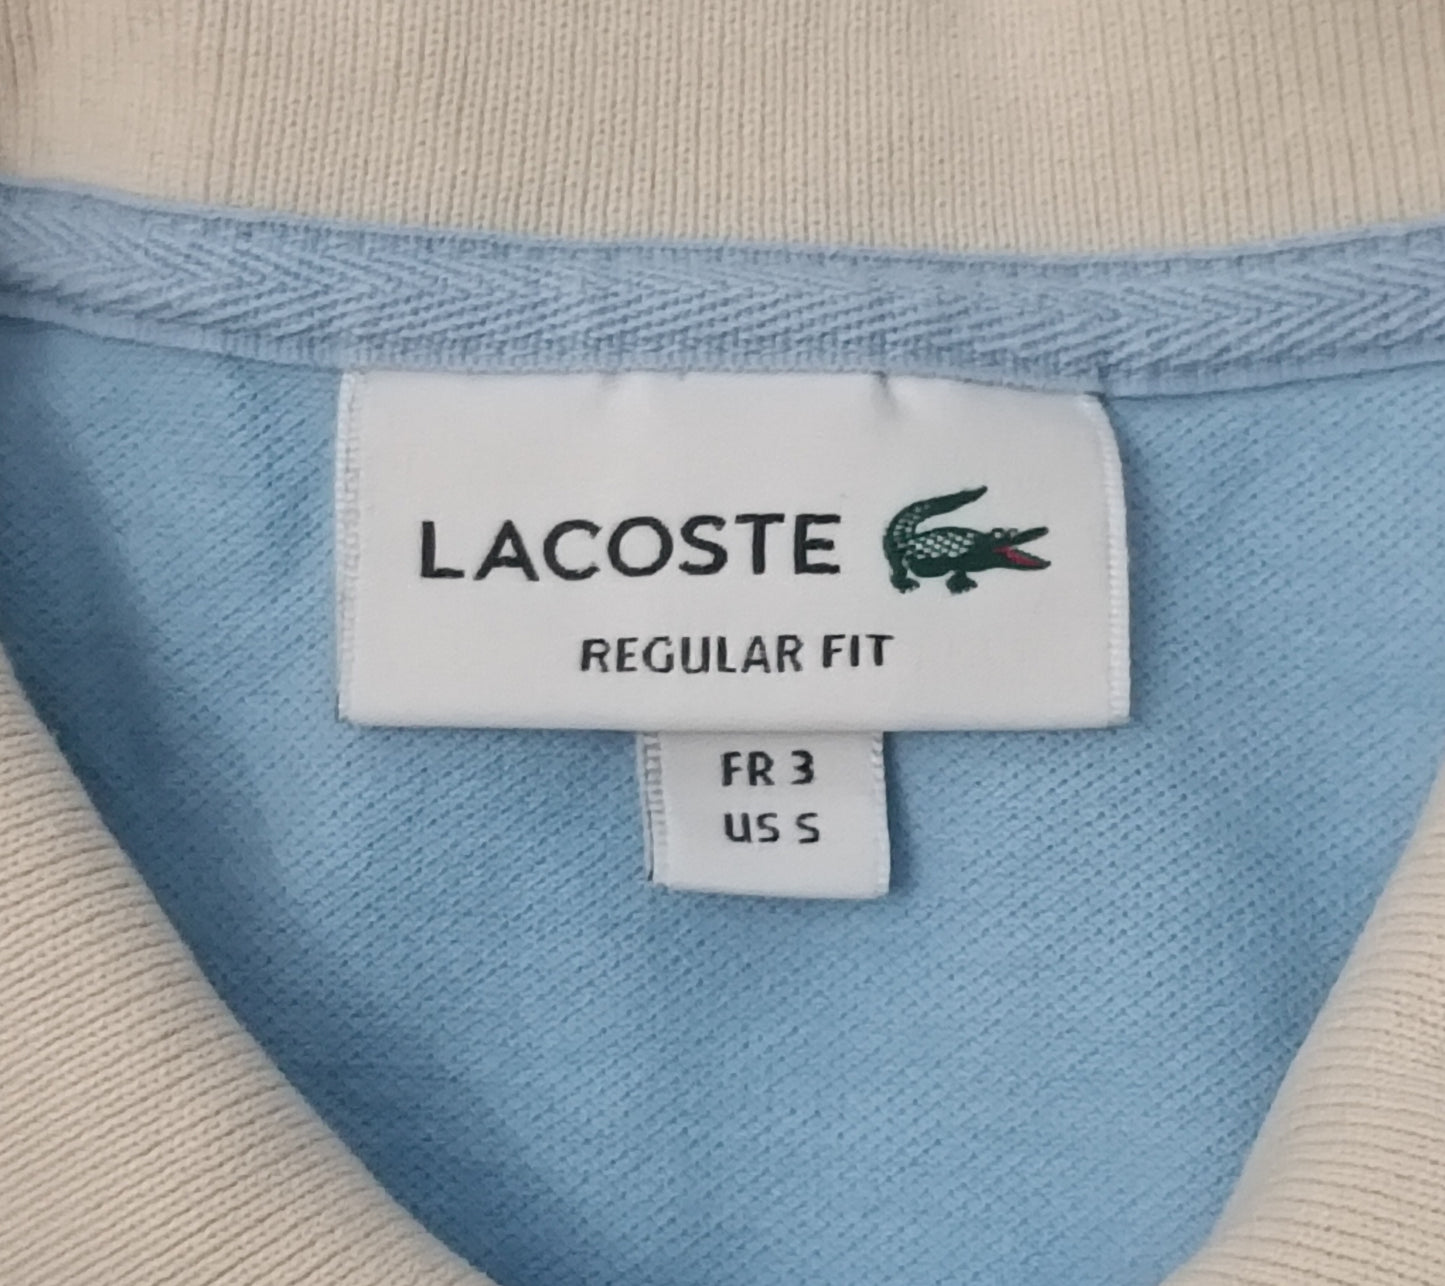 LACOSTE
REGULAR FIT
FR 3
US S